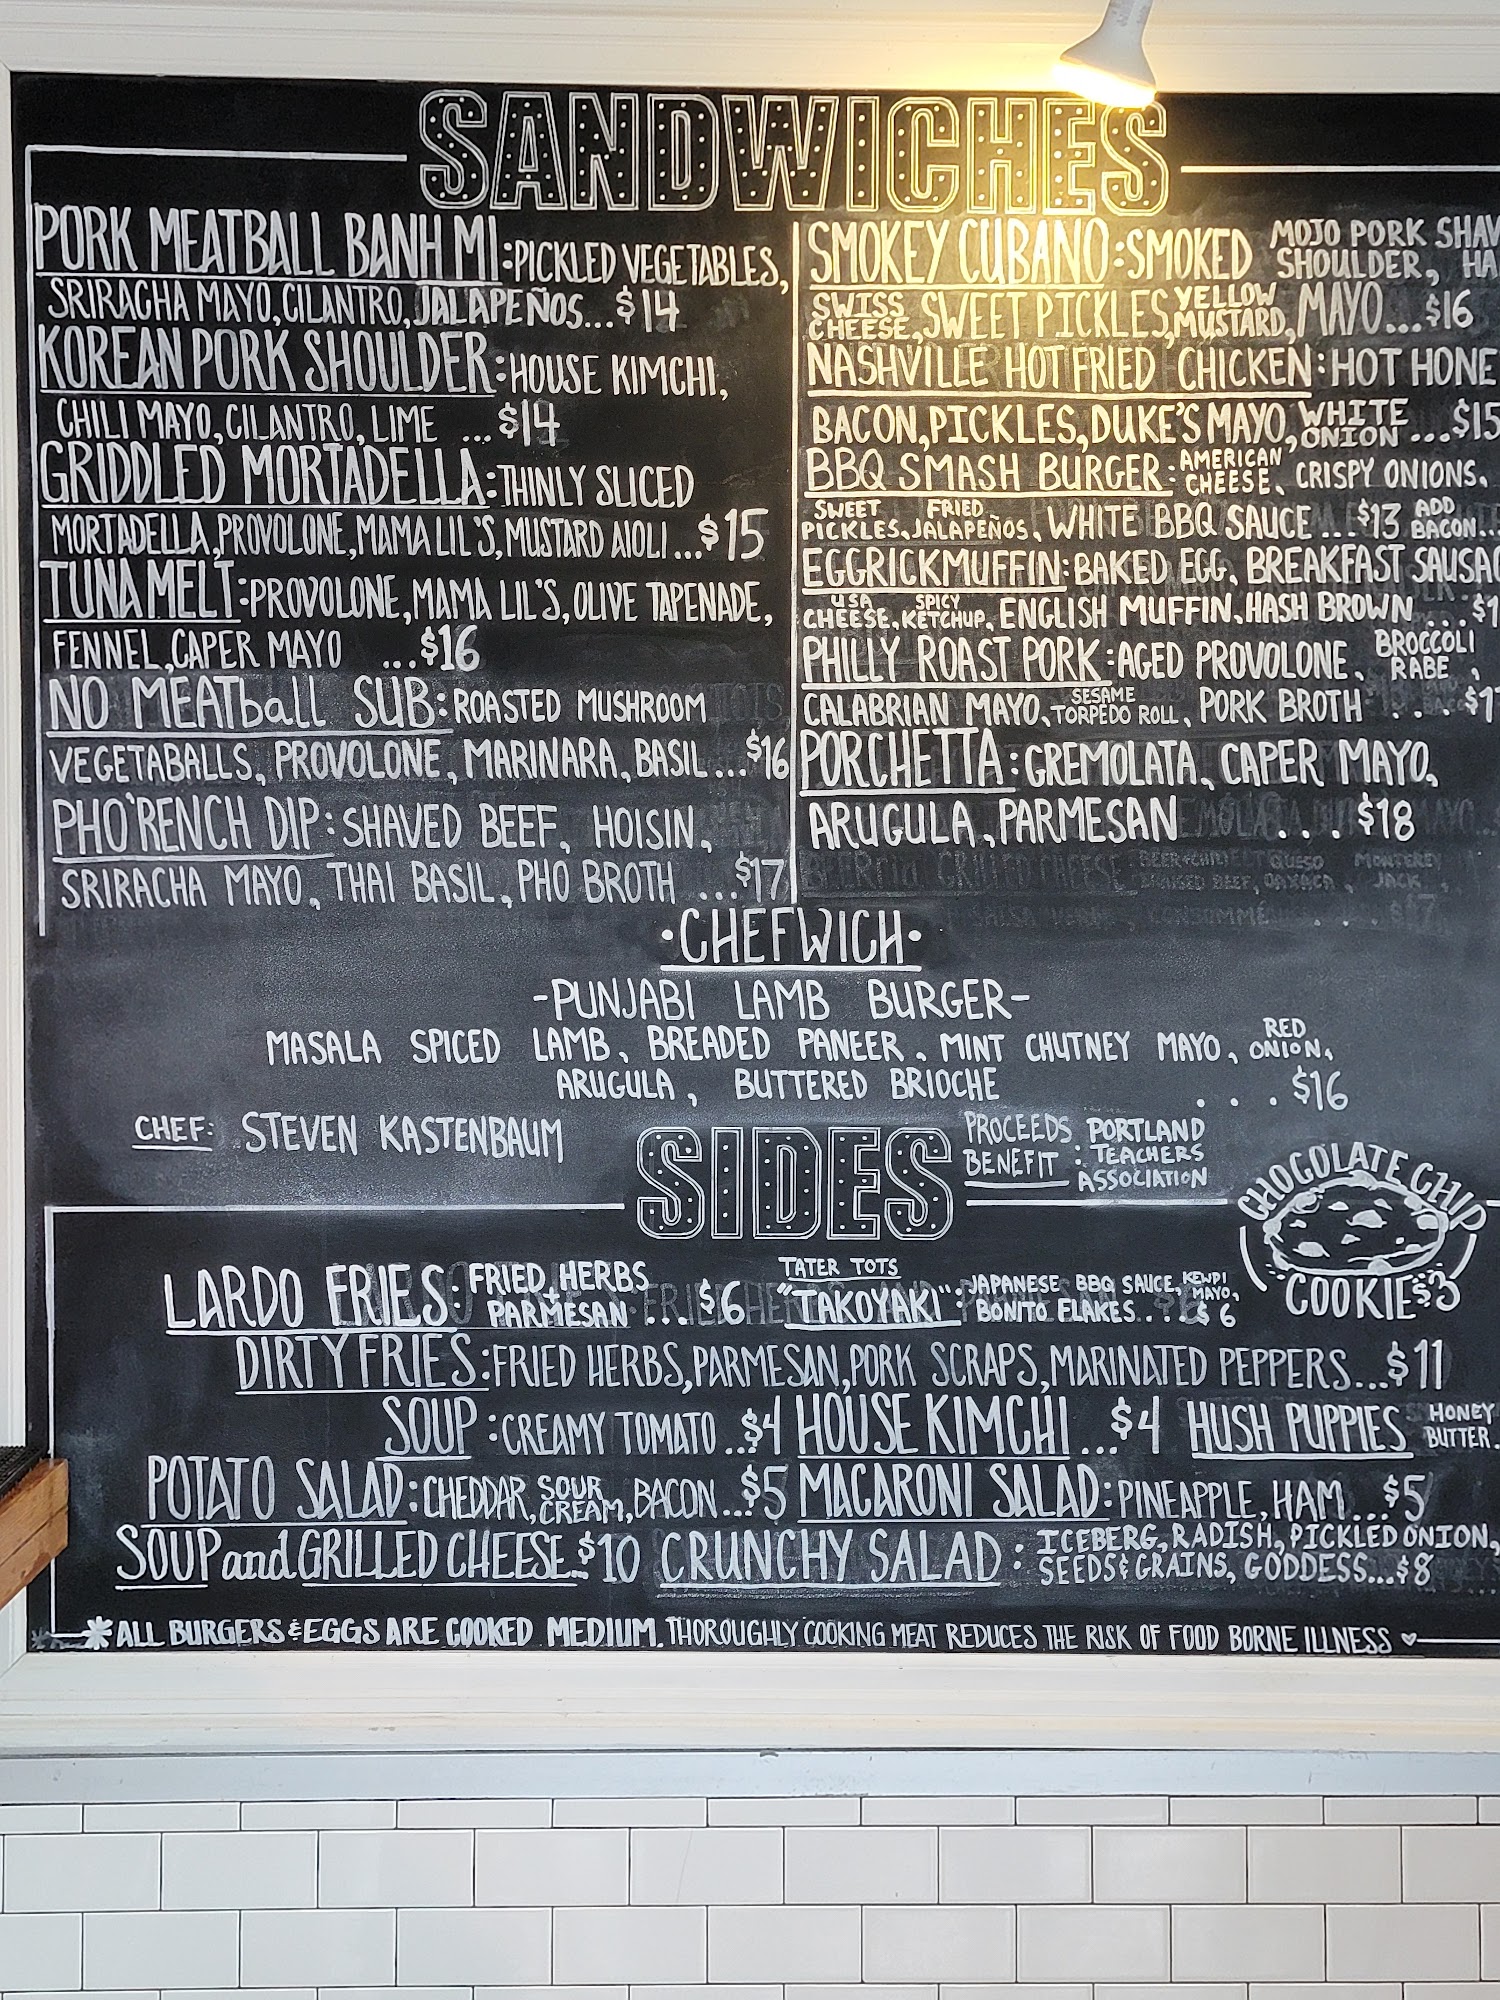 SANDWICHES
PORK MEATBALL BANH MI: PICKLED VEGETABLES,
SRIRACHA MAYO, CILANTRO, JALAPEÑOS...$14
KOREAN PORK SHOULDER: HOUSE KIMCHI,
CHILI MAYO, CILANTRO, LIME ...$14
GRIDDLED MORTADELLA: THINLY SLICED
MORTADELLA, PROVOLONE, MAMA LIL'S, MUSTARD AIOLI...$15
TUNA MELT: PROVOLONE, MAMA LIL'S, OLIVE TAPENADE,
FENNEL, CAPER MAYO ...$16
NO MEATball SUB: ROASTED MUSHROOM
VEGETABALLS, PROVOLONE, MARINARA, BASIL...$16
PHO'RENCH DIP: SHAVED BEEF, HOISIN,
SRIRACHA MAYO, THAI BASIL, PHO BROTH ...$17
SMOKEY CUBANO: SMOKED MOJO PORK SHOULDER, SHAV HA
SWISS CHEESE, SWEET PICKLES, YELLOW MUSTARD, MAYO...$16
NASHVILLE HOT FRIED CHICKEN: HOT HONE
BACON, PICKLES, DUKE'S MAYO, WHITE ONION ...$15
BBQ SMASH BURGER: AMERICAN CHEESE, CRISPY ONIONS,
SWEET PICKLES, FRIED JALAPEÑOS, WHITE BBQ SAUCE ...$13 ADD BACON...
EGGRICKMUFFIN: BAKED EGG, BREAKFAST SAUSAG
USA CHEESE, SPICY KETCHUP, ENGLISH MUFFIN, HASH BROWN ...$1
PHILLY ROAST PORK: AGED PROVOLONE, BROCCOLI RABE,
CALABRIAN MAYO, SESAME TORPEDO ROLL, PORK BROTH ...$17
PORCHETTA: GREMOLATA, CAPER MAYO,
ARUGULA, PARMESAN ...$18
•CHEFWICH•
-PUNJABI LAMB BURGER-
MASALA SPICED LAMB, BREADED PANEER, MINT CHUTNEY MAYO, RED ONION,
ARUGULA, BUTTERED BRIOCHE ...$16
CHEF: STEVEN KASTENBAUM
PROCEEDS BENEFIT: PORTLAND TEACHERS ASSOCIATION
SIDES
CHOCOLATE CHIP
COOKIE $3
LARDO FRIES: FRIED HERBS + PARMESAN ...$6
TATER TOTS
"TAKOYAKI": JAPANESE BBQ SAUCE, KEWPI MAYO, BONITO FLAKES...$6
DIRTY FRIES: FRIED HERBS, PARMESAN, PORK SCRAPS, MARINATED PEPPERS...$11
SOUP: CREAMY TOMATO ...$4 HOUSE KIMCHI ...$4 HUSH PUPPIES HONEY BUTTER.
POTATO SALAD: CHEDDAR, SOUR CREAM, BACON...$5 MACARONI SALAD: PINEAPPLE, HAM...$5
SOUP and GRILLED CHEESE...$10 CRUNCHY SALAD: ICEBERG, RADISH, PICKLED ONION, SEEDS & GRAINS, GODDESS...$8
*ALL BURGERS & EGGS ARE COOKED MEDIUM. THOROUGHLY COOKING MEAT REDUCES THE RISK OF FOOD BORNE ILLNESS